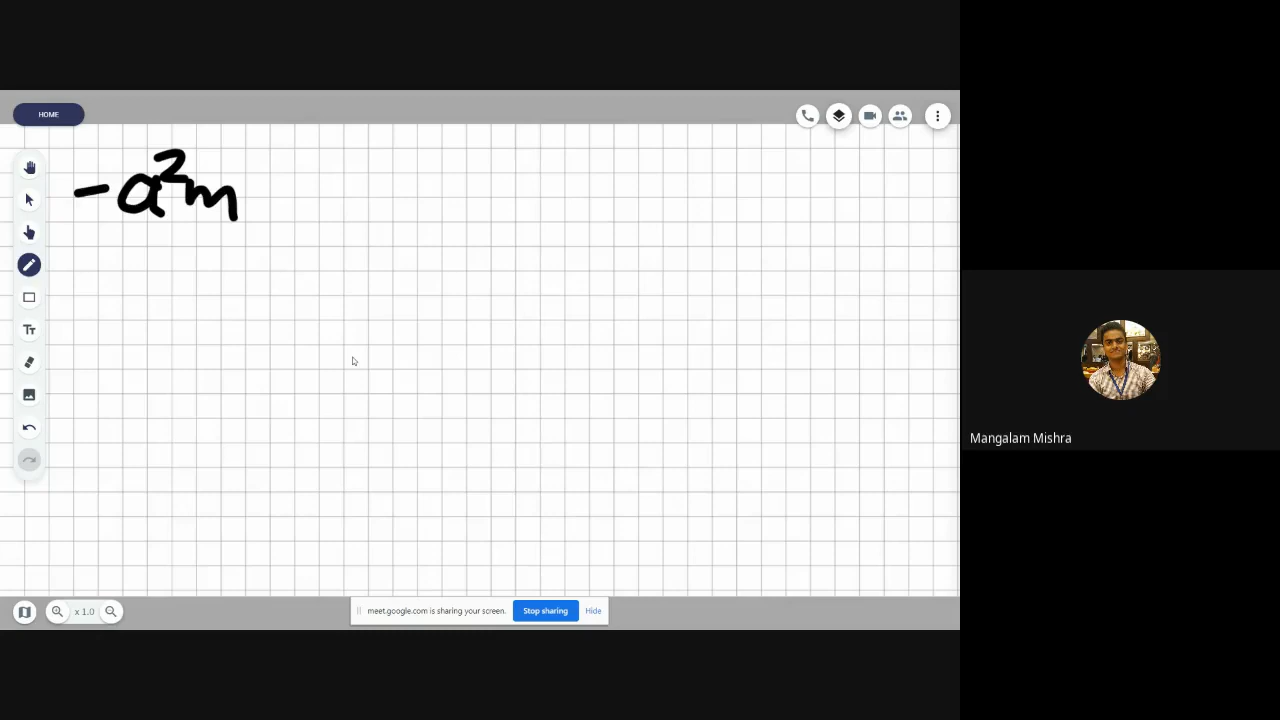 HOME
-a²m
Mangalam Mishra
x 1.0
meet.google.com is sharing your screen. Stop sharing Hide